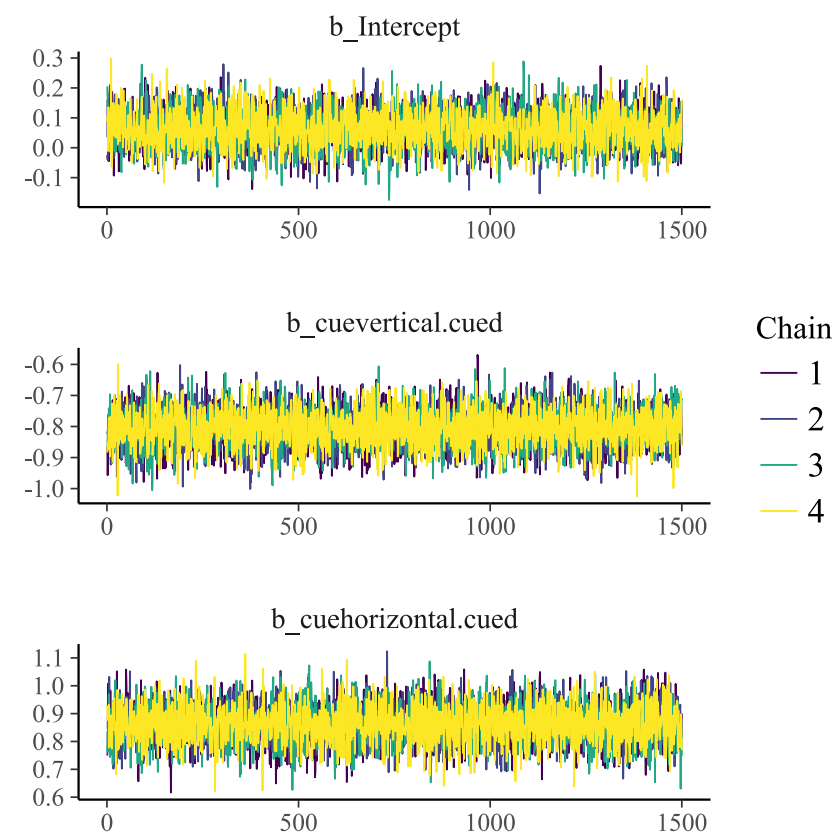 b_Intercept
0.3
0.2
0.1
0.0
-0.1
0 500 1000 1500
b_cuevertical.cued
-0.6
-0.7
-0.8
-0.9
-1.0
0 500 1000 1500
Chain
1
2
3
4
b_cuehorizontal.cued
1.1
1.0
0.9
0.8
0.7
0.6
0 500 1000 1500